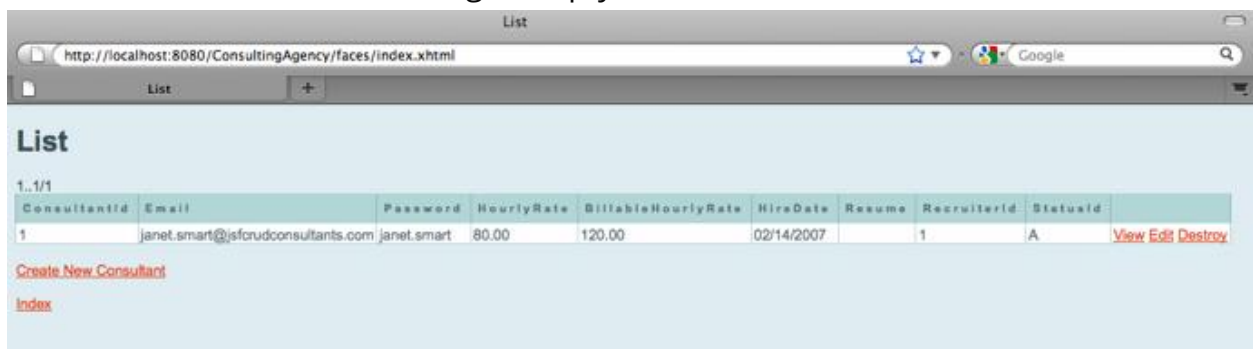 List
http://localhost:8080/ConsultingAgency/faces/index.xhtml Google
List +
List
1..1/1
ConsultantId Email Password HourlyRate BillableHourlyRate HireDate Resume RecruiterId StatusId
1 janet.smart@jsfcrudconsultants.com janet.smart 80.00 120.00 02/14/2007 1 A View Edit Destroy
Create New Consultant
Index